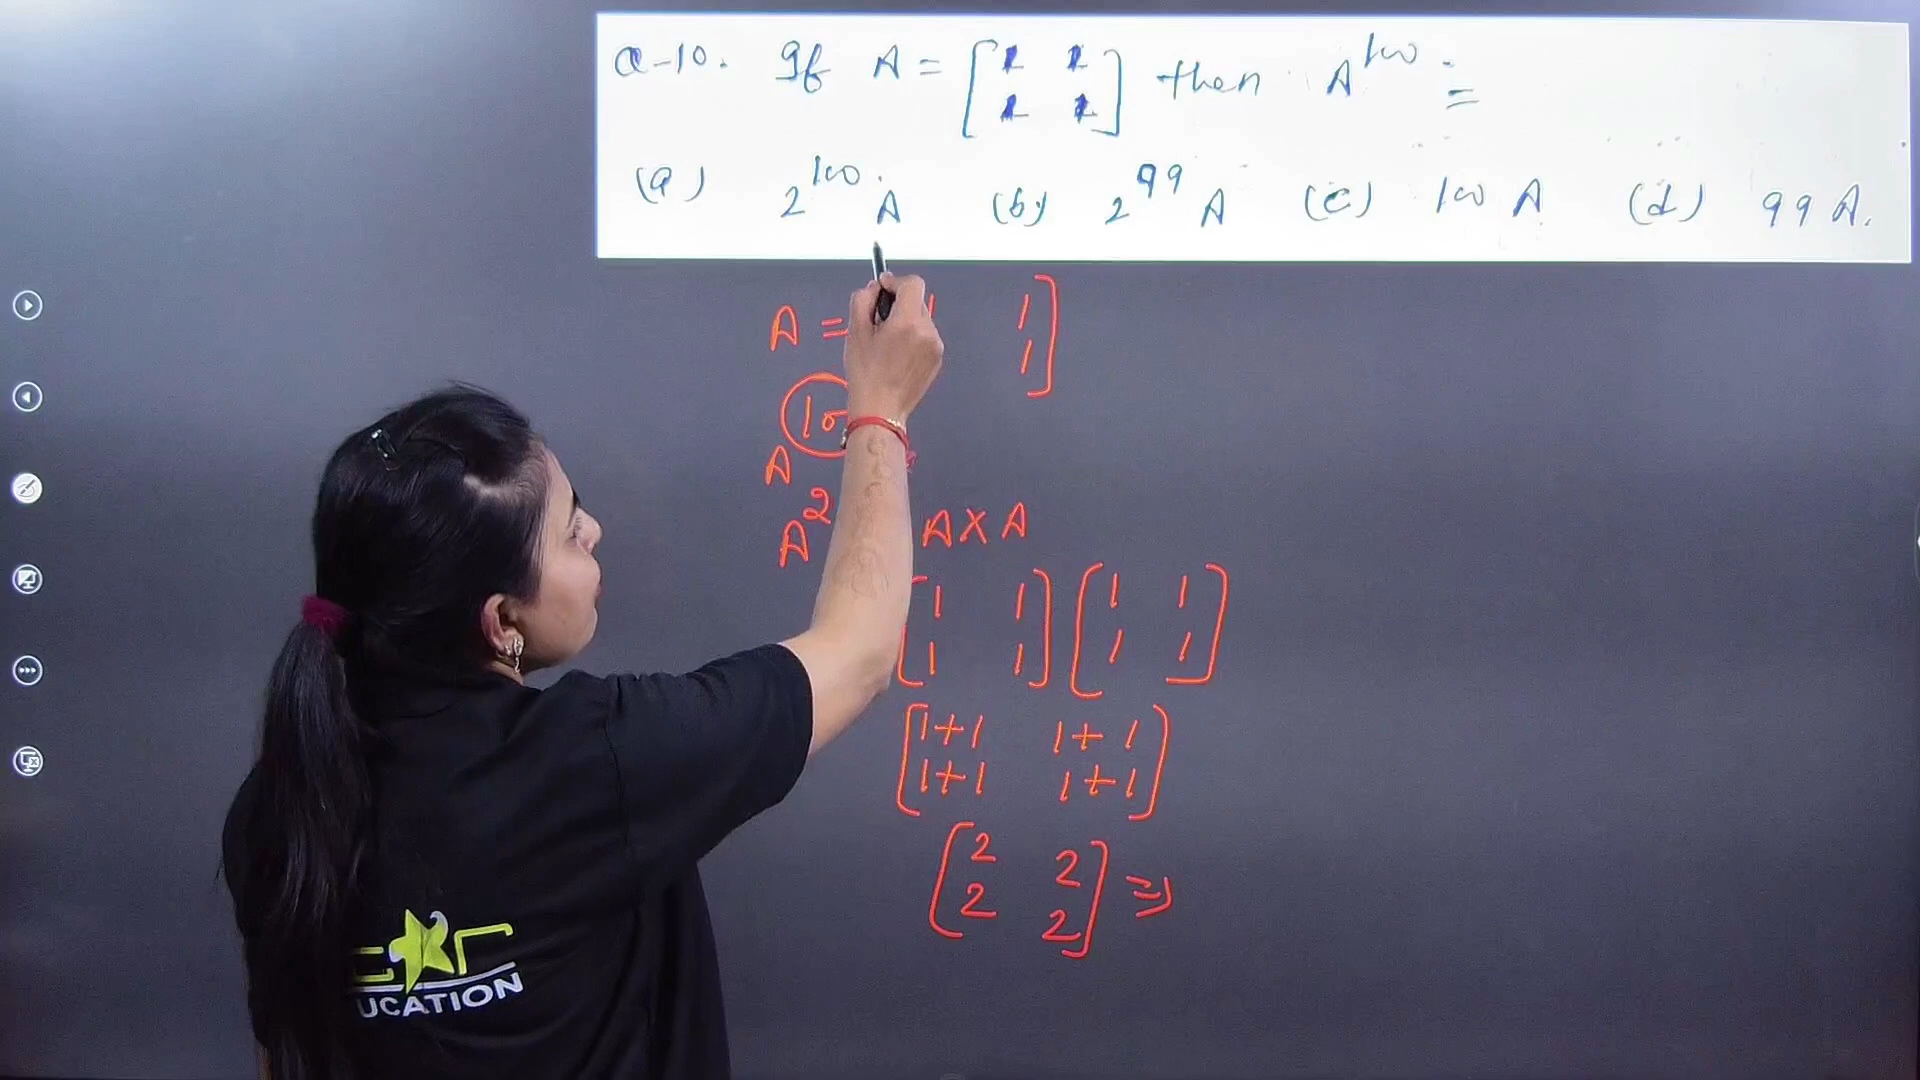 Q-10. If A = [1 1
1 1] then A^100 =
(a) 2^100 A (b) 2^99 A (c) 100 A (d) 99 A.
A = 1 1]
1
A^10
A^2 A×A
[1 1 [1 1
1 1] 1 1]
[1+1 1+1
1+1 1+1]
[2 2
2 2] ⇒
UCATION